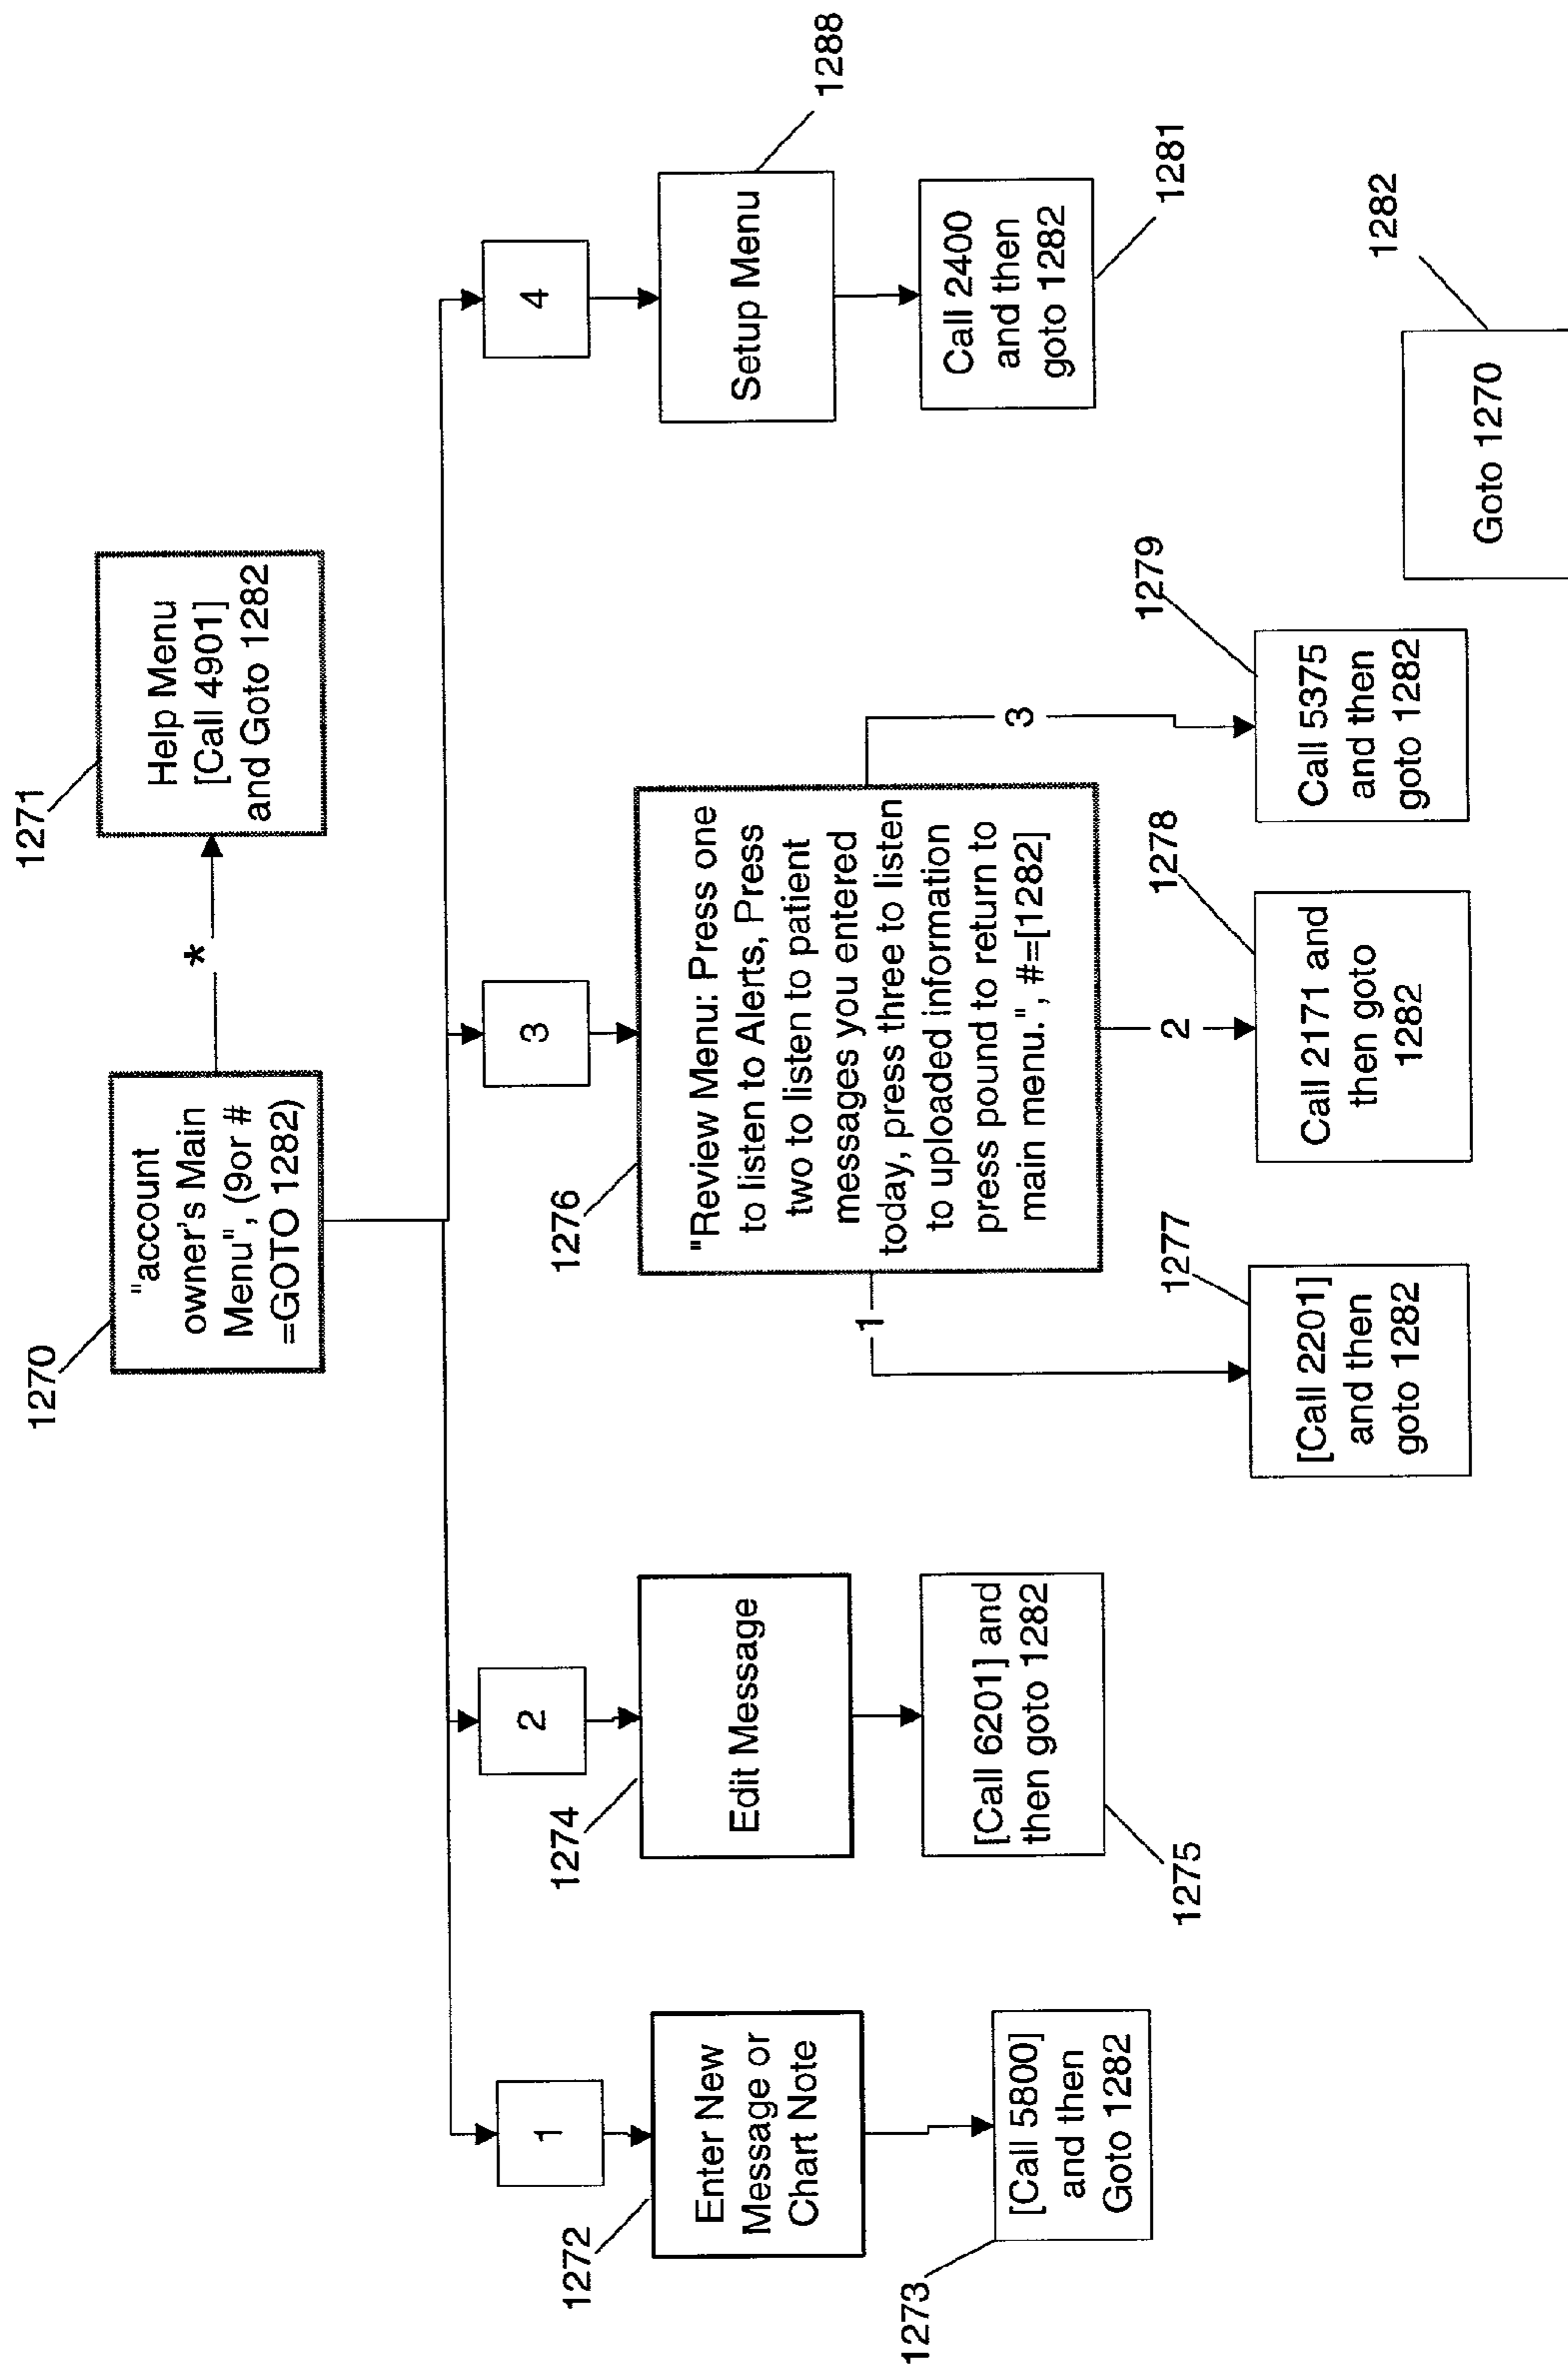 1270
"account
owner's Main
Menu", (9or #
=GOTO 1282)
*
1271
Help Menu
[Call 4901]
and Goto 1282
1
2
3
4
1272
Enter New
Message or
Chart Note
1273
[Call 5800]
and then
Goto 1282
1274
Edit Message
1275
[Call 6201] and
then goto 1282
1276
"Review Menu: Press one
to listen to Alerts, Press
two to listen to patient
messages you entered
today, press three to listen
to uploaded information
press pound to return to
main menu.", #=[1282]
1
2
3
1277
[Call 2201]
and then
goto 1282
1278
Call 2171 and
then goto
1282
1279
Call 5375
and then
goto 1282
1288
Setup Menu
1281
Call 2400
and then
goto 1282
1282
Goto 1270